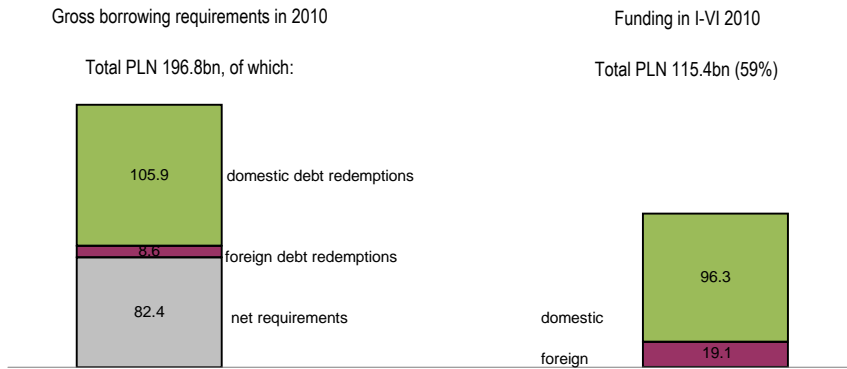 Gross borrowing requirements in 2010
Total PLN 196.8bn, of which:
105.9
domestic debt redemptions
8.6
foreign debt redemptions
82.4
net requirements
Funding in I-VI 2010
Total PLN 115.4bn (59%)
96.3
domestic
19.1
foreign